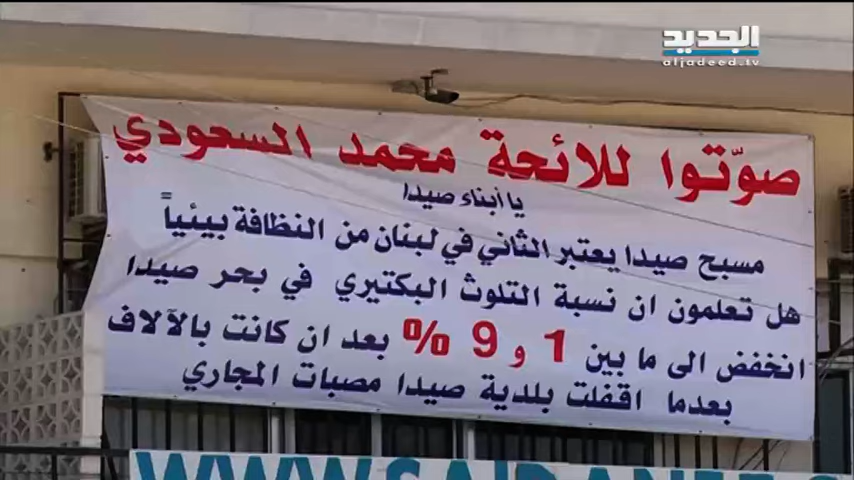 الجديد
aljadeed.tv
صوّتوا للائحة محمد السعودي
يا أبناء صيدا
مسبح صيدا يعتبر الثاني في لبنان من النظافة بيئياً
هل تعلمون ان نسبة التلوث البكتيري في بحر صيدا
انخفض الى ما بين 1 و 9 % بعد ان كانت بالآلاف
بعدما اقفلت بلدية صيدا مصبات المجاري